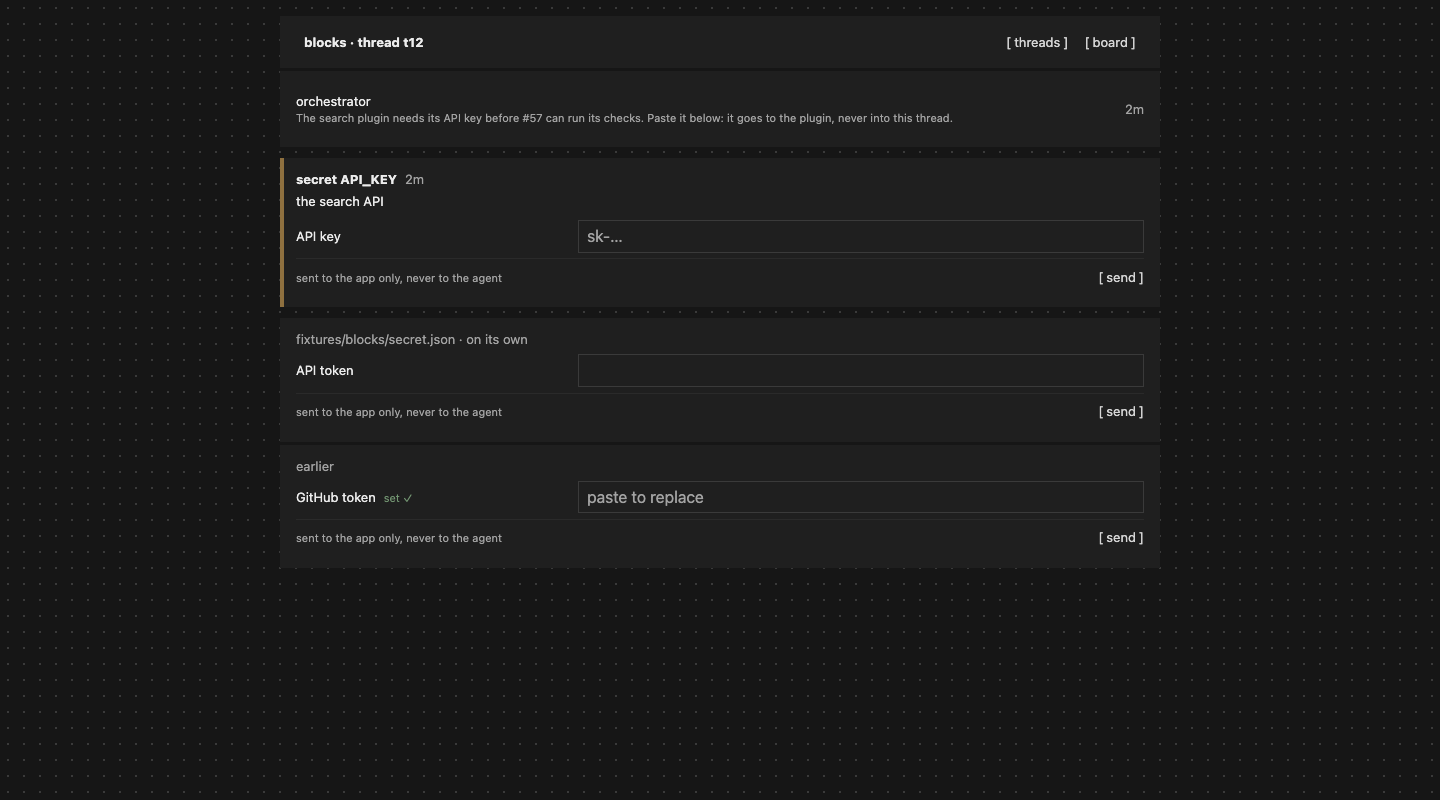 blocks · thread t12
[ threads ] [ board ]
orchestrator
The search plugin needs its API key before #57 can run its checks. Paste it below: it goes to the plugin, never into this thread.
2m
secret API_KEY 2m
the search API
API key
sk-...
sent to the app only, never to the agent
[ send ]
fixtures/blocks/secret.json · on its own
API token
sent to the app only, never to the agent
[ send ]
earlier
GitHub token set ✓
paste to replace
sent to the app only, never to the agent
[ send ]